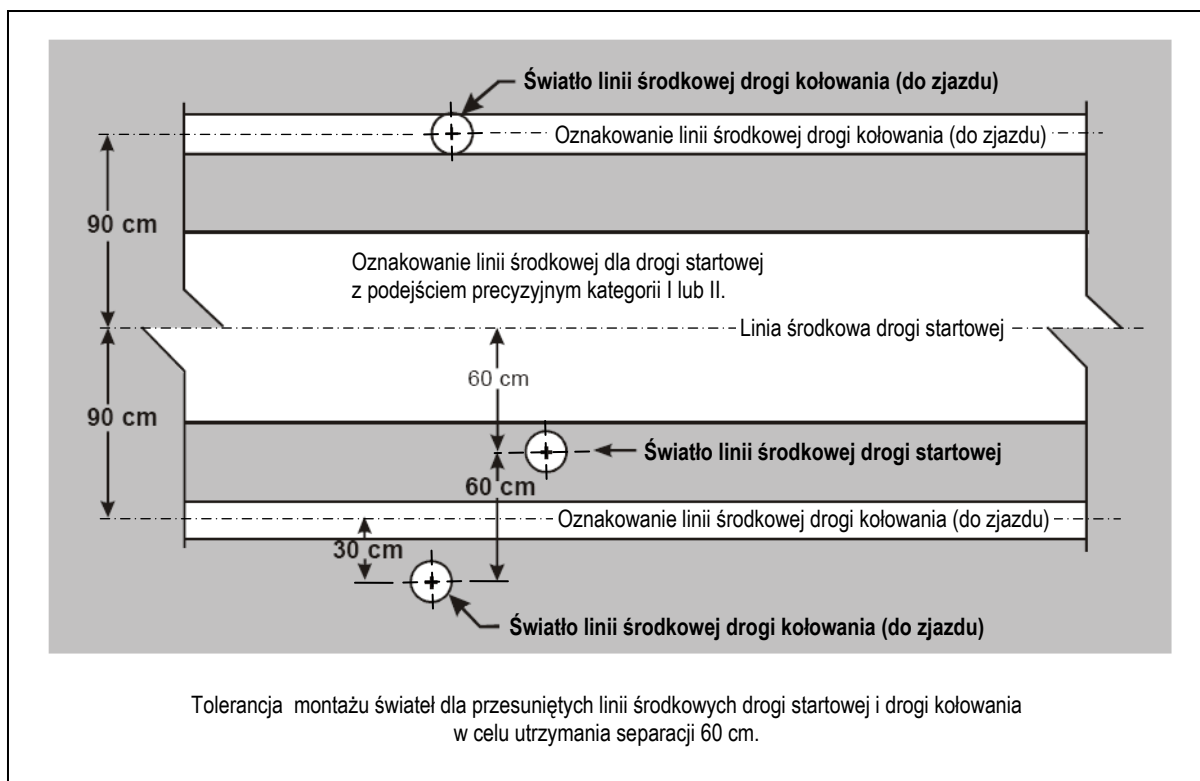 Światło linii środkowej drogi kołowania (do zjazdu)
Oznakowanie linii środkowej drogi kołowania (do zjazdu)
90 cm
Oznakowanie linii środkowej dla drogi startowej
z podejściem precyzyjnym kategorii I lub II.
Linia środkowa drogi startowej
60 cm
90 cm
Światło linii środkowej drogi startowej
60 cm
Oznakowanie linii środkowej drogi kołowania (do zjazdu)
30 cm
Światło linii środkowej drogi kołowania (do zjazdu)
Tolerancja montażu świateł dla przesuniętych linii środkowych drogi startowej i drogi kołowania
w celu utrzymania separacji 60 cm.